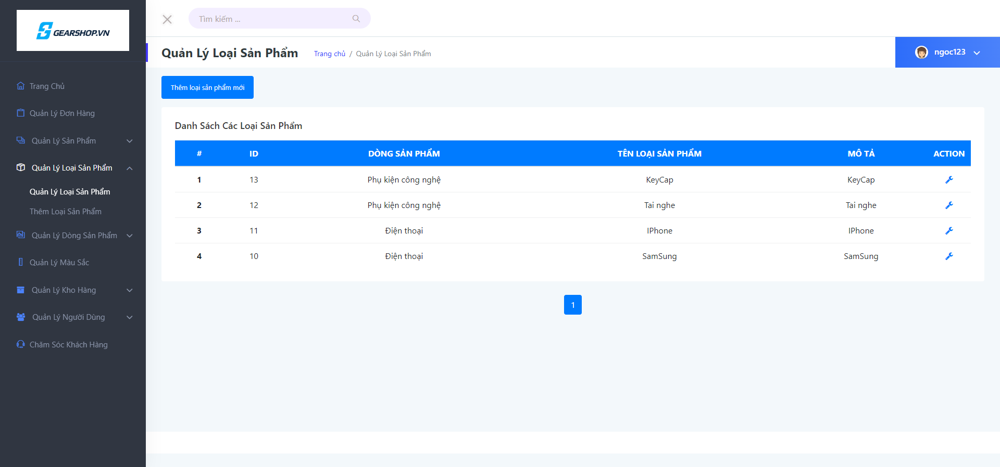 GEARSHOP.VN
Tìm kiếm ...
Quản Lý Loại Sản Phẩm
Trang chủ / Quản Lý Loại Sản Phẩm
ngoc123
Trang Chủ
Quản Lý Đơn Hàng
Quản Lý Sản Phẩm
Quản Lý Loại Sản Phẩm
Quản Lý Loại Sản Phẩm
Thêm Loại Sản Phẩm
Quản Lý Dòng Sản Phẩm
Quản Lý Màu Sắc
Quản Lý Kho Hàng
Quản Lý Người Dùng
Chăm Sóc Khách Hàng
Thêm loại sản phẩm mới
Danh Sách Các Loại Sản Phẩm
# ID DÒNG SẢN PHẨM TÊN LOẠI SẢN PHẨM MÔ TẢ ACTION
1 13 Phụ kiện công nghệ KeyCap KeyCap
2 12 Phụ kiện công nghệ Tai nghe Tai nghe
3 11 Điện thoại IPhone IPhone
4 10 Điện thoại SamSung SamSung
1